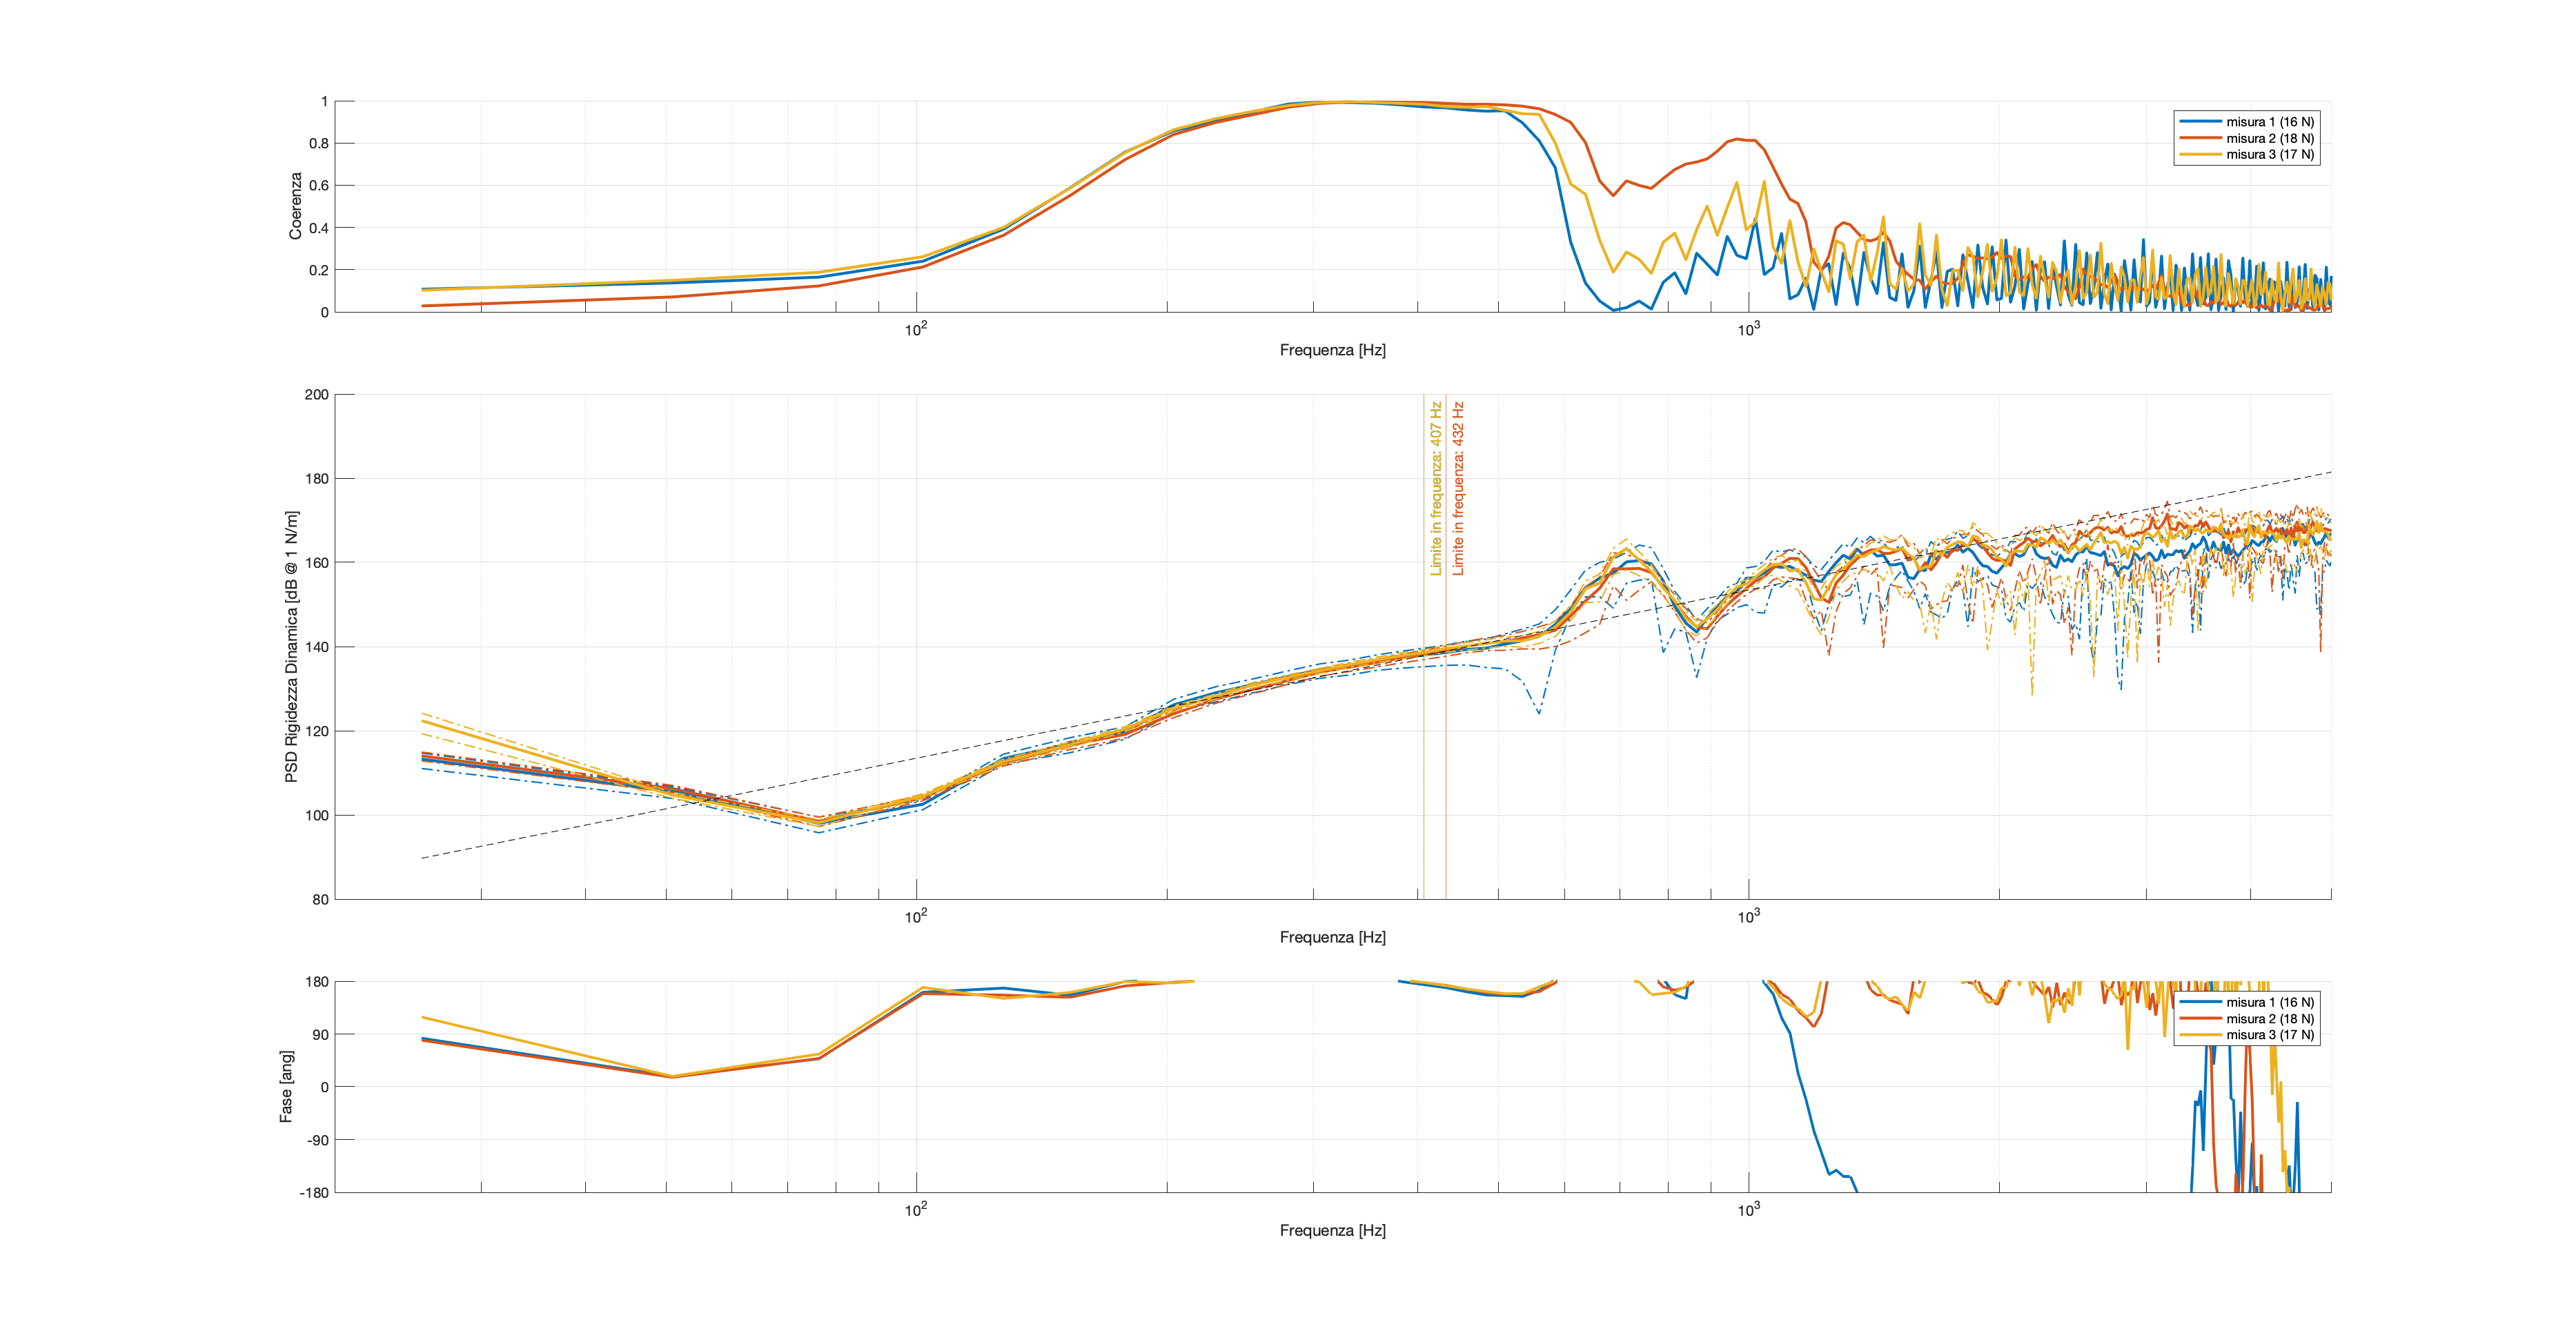 1
0.8
0.6
0.4
0.2
0
Coerenza
10²
10³
Frequenza [Hz]
misura 1 (16 N)
misura 2 (18 N)
misura 3 (17 N)
200
180
160
140
120
100
80
PSD Rigidezza Dinamica [dB @ 1 N/m]
Limite in frequenza: 407 Hz
Limite in frequenza: 432 Hz
10²
10³
Frequenza [Hz]
180
90
0
-90
-180
Fase [ang]
10²
10³
Frequenza [Hz]
misura 1 (16 N)
misura 2 (18 N)
misura 3 (17 N)